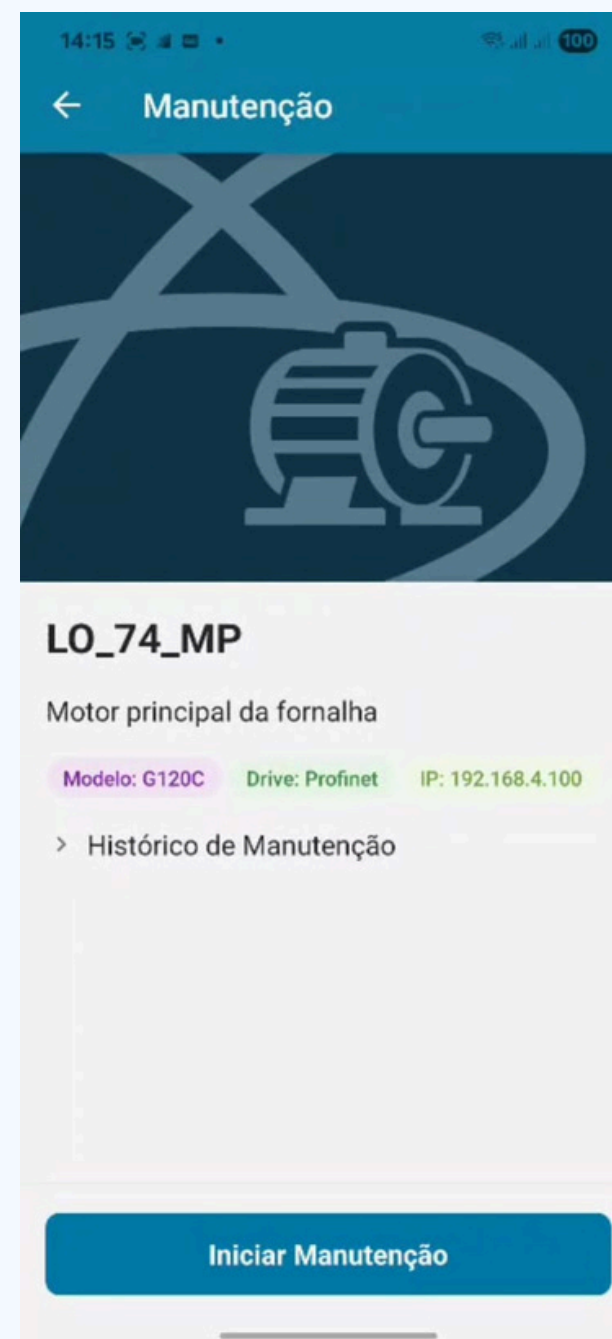 14:15
100
Manutenção
LO_74_MP
Motor principal da fornalha
Modelo: G120C Drive: Profinet IP: 192.168.4.100
Histórico de Manutenção
Iniciar Manutenção